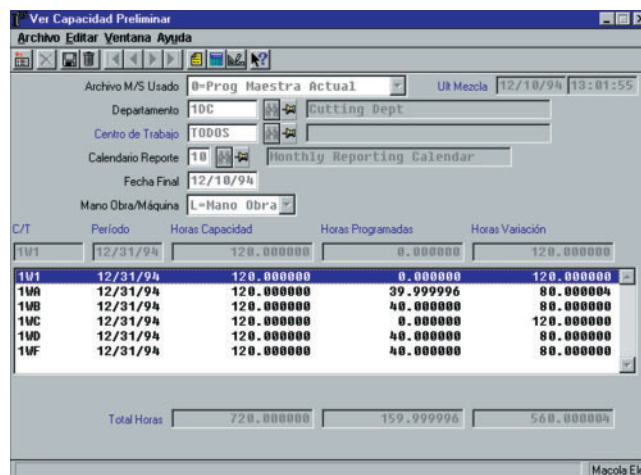 Ver Capacidad Preliminar
Archivo Editar Ventana Ayuda
Archivo M/S Usado 0=Prog Maestra Actual Ult Mezcla 12/10/94 13:01:55
Departamento 1DC Cutting Dept
Centro de Trabajo TODOS
Calendario Reporte 10 Monthly Reporting Calendar
Fecha Final 12/10/94
Mano Obra/Máquina L=Mano Obra
C/T Período Horas Capacidad Horas Programadas Horas Variación
1W1 12/31/94 120.000000 0.000000 120.000000
1W1 12/31/94 120.000000 0.000000 120.000000
1WA 12/31/94 120.000000 39.999996 80.000004
1WB 12/31/94 120.000000 40.000000 80.000000
1WC 12/31/94 120.000000 0.000000 120.000000
1WD 12/31/94 120.000000 40.000000 80.000000
1WF 12/31/94 120.000000 40.000000 80.000000
Total Horas 720.000000 159.999996 560.000004
Macola